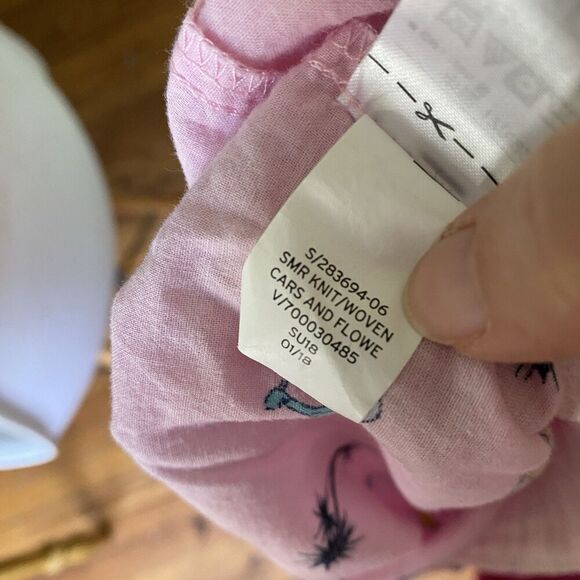 S/283694-06
SMR KNIT/WOVEN
CARS AND FLOWE
V/700030485
SU18
01/18